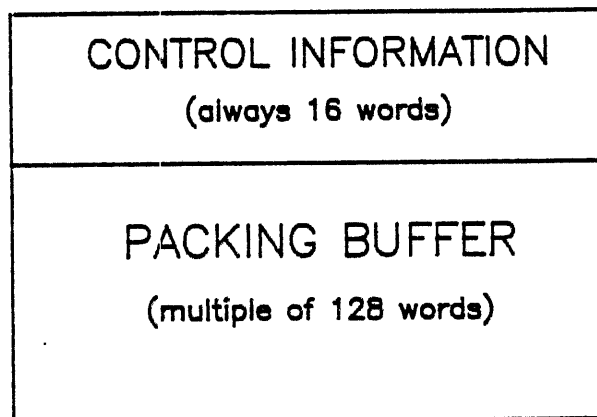 CONTROL INFORMATION
(always 16 words)
PACKING BUFFER
(multiple of 128 words)